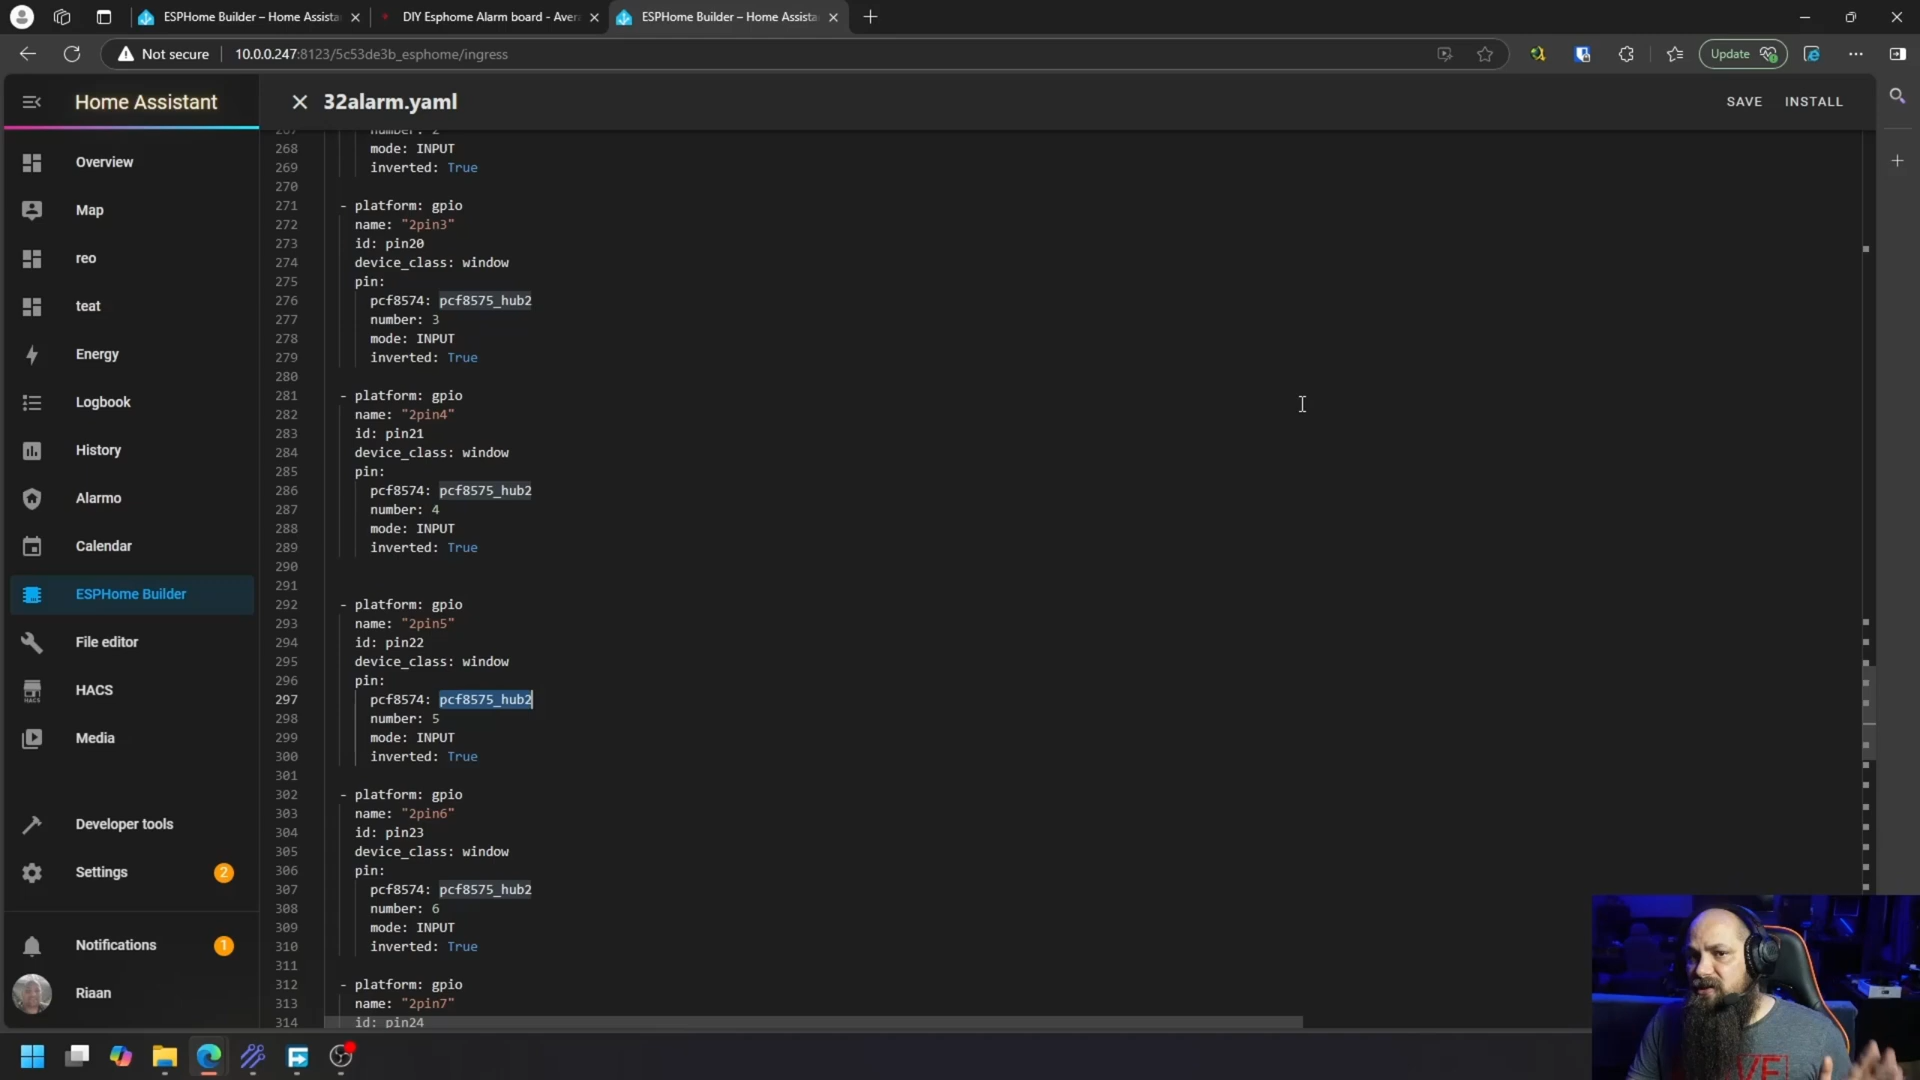 ESPHome Builder – Home Assista
DIY Esphome Alarm board - Aver
ESPHome Builder – Home Assista
Not secure
10.0.0.247:8123/5c53de3b_esphome/ingress
Update
Home Assistant
32alarm.yaml
SAVE
INSTALL
Overview
Map
reo
teat
Energy
Logbook
History
Alarmo
Calendar
ESPHome Builder
File editor
HACS
Media
Developer tools
Settings
2
Notifications
1
Riaan
267 number: 2
268 mode: INPUT
269 inverted: True
270
271 - platform: gpio
272 name: "2pin3"
273 id: pin20
274 device_class: window
275 pin:
276 pcf8574: pcf8575_hub2
277 number: 3
278 mode: INPUT
279 inverted: True
280
281 - platform: gpio
282 name: "2pin4"
283 id: pin21
284 device_class: window
285 pin:
286 pcf8574: pcf8575_hub2
287 number: 4
288 mode: INPUT
289 inverted: True
290
291
292 - platform: gpio
293 name: "2pin5"
294 id: pin22
295 device_class: window
296 pin:
297 pcf8574: pcf8575_hub2
298 number: 5
299 mode: INPUT
300 inverted: True
301
302 - platform: gpio
303 name: "2pin6"
304 id: pin23
305 device_class: window
306 pin:
307 pcf8574: pcf8575_hub2
308 number: 6
309 mode: INPUT
310 inverted: True
311
312 - platform: gpio
313 name: "2pin7"
314 id: pin24